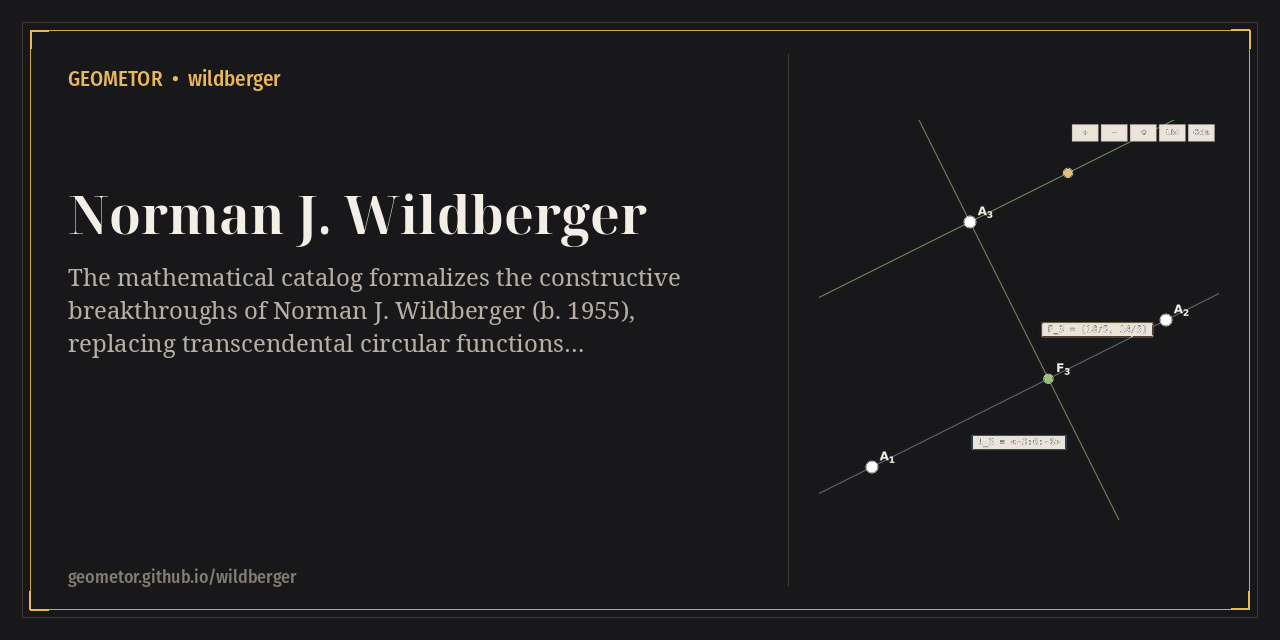 GEOMETOR • wildberger
Norman J. Wildberger
The mathematical catalog formalizes the constructive
breakthroughs of Norman J. Wildberger (b. 1955),
replacing transcendental circular functions...
geometor.github.io/wildberger
A₃
A₂
F₃
A₁